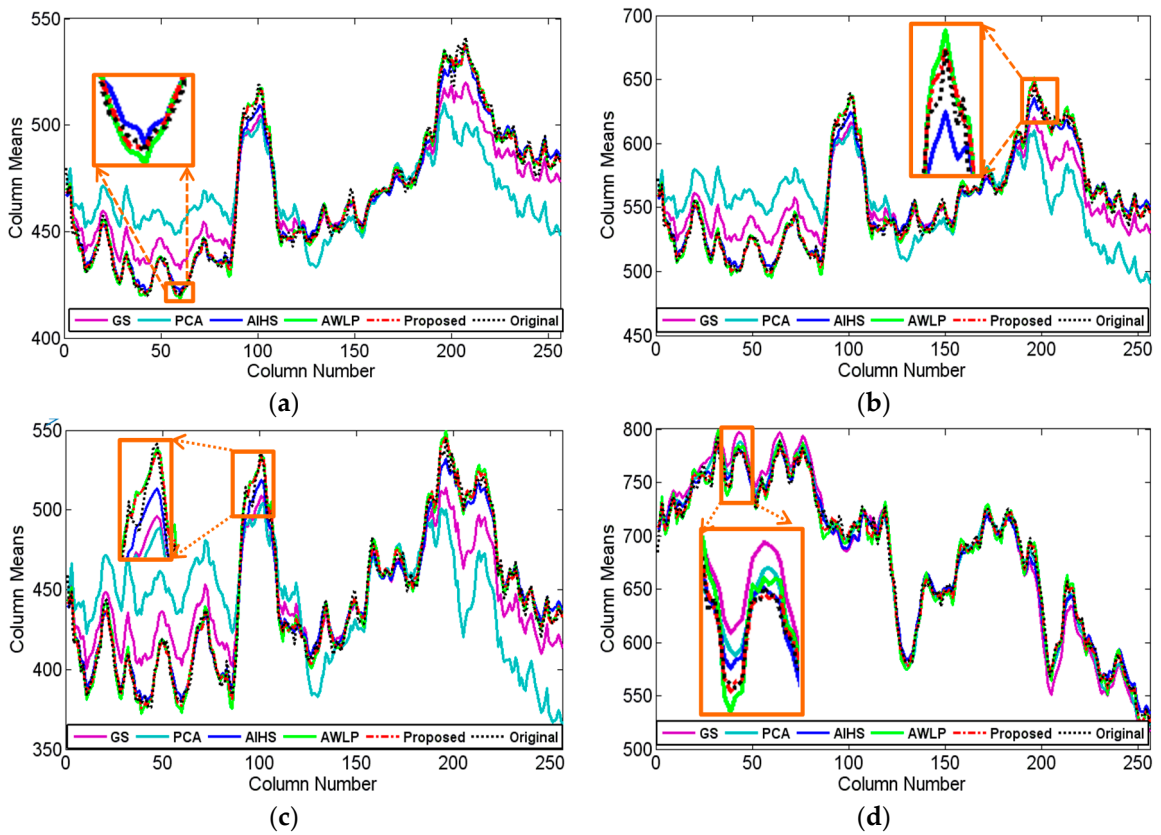 550
500
450
400
Column Means
GS PCA AIHS AWLP Proposed Original
0 50 100 150 200 250
Column Number
(a)
700
650
600
550
500
450
Column Means
GS PCA AIHS AWLP Proposed Original
0 50 100 150 200 250
Column Number
(b)
550
500
450
400
350
Column Means
GS PCA AIHS AWLP Proposed Original
0 50 100 150 200 250
Column Number
(c)
800
750
700
650
600
550
500
Column Means
GS PCA AIHS AWLP Proposed Original
0 50 100 150 200 250
Column Number
(d)